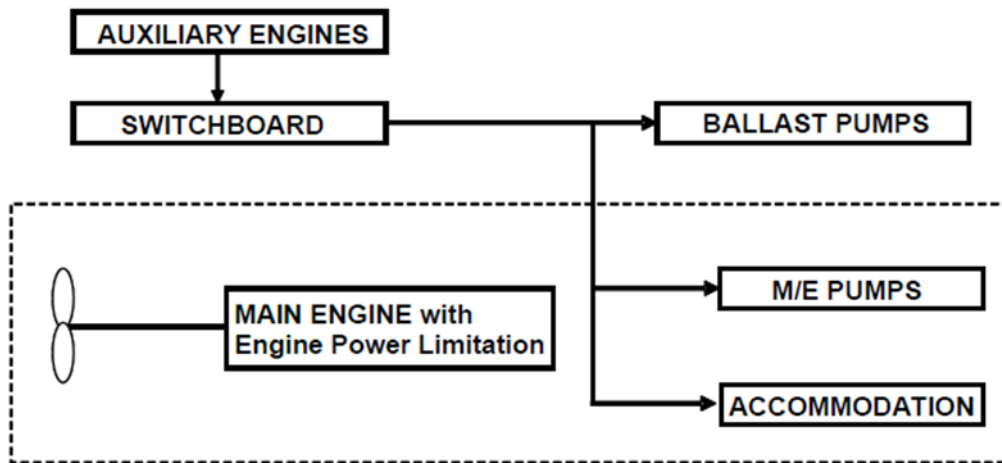 AUXILIARY ENGINES
SWITCHBOARD
BALLAST PUMPS
MAIN ENGINE with
Engine Power Limitation
M/E PUMPS
ACCOMMODATION